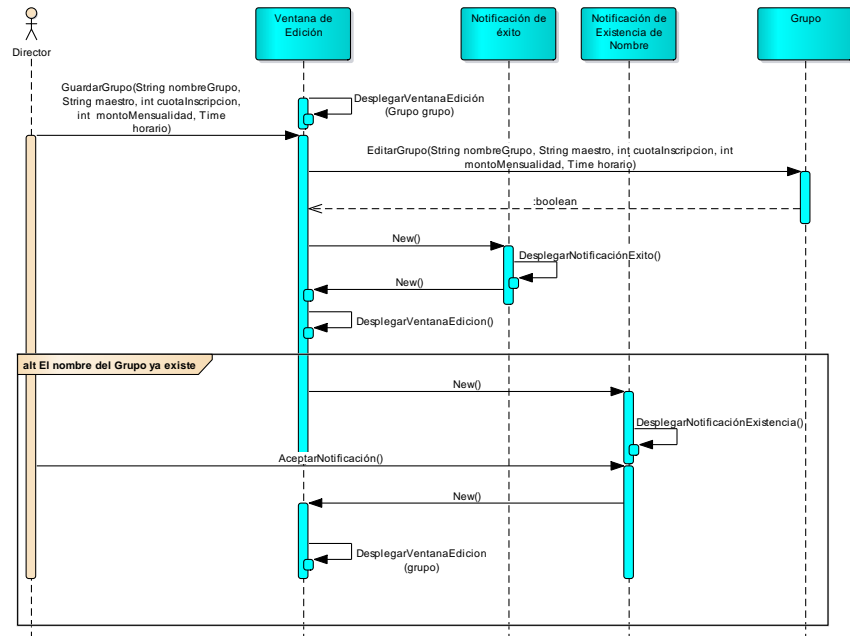 Director
Ventana de
Edición
Notificación de
éxito
Notificación de
Existencia de
Nombre
Grupo
GuardarGrupo(String nombreGrupo,
String maestro, int cuotaInscripcion,
int montoMensualidad, Time
horario)
DesplegarVentanaEdición
(Grupo grupo)
EditarGrupo(String nombreGrupo, String maestro, int cuotaInscripcion, int
montoMensualidad, Time horario)
:boolean
New()
DesplegarNotificaciónExito()
New()
DesplegarVentanaEdicion()
alt El nombre del Grupo ya existe
New()
DesplegarNotificaciónExistencia()
AceptarNotificación()
New()
DesplegarVentanaEdicion
(grupo)